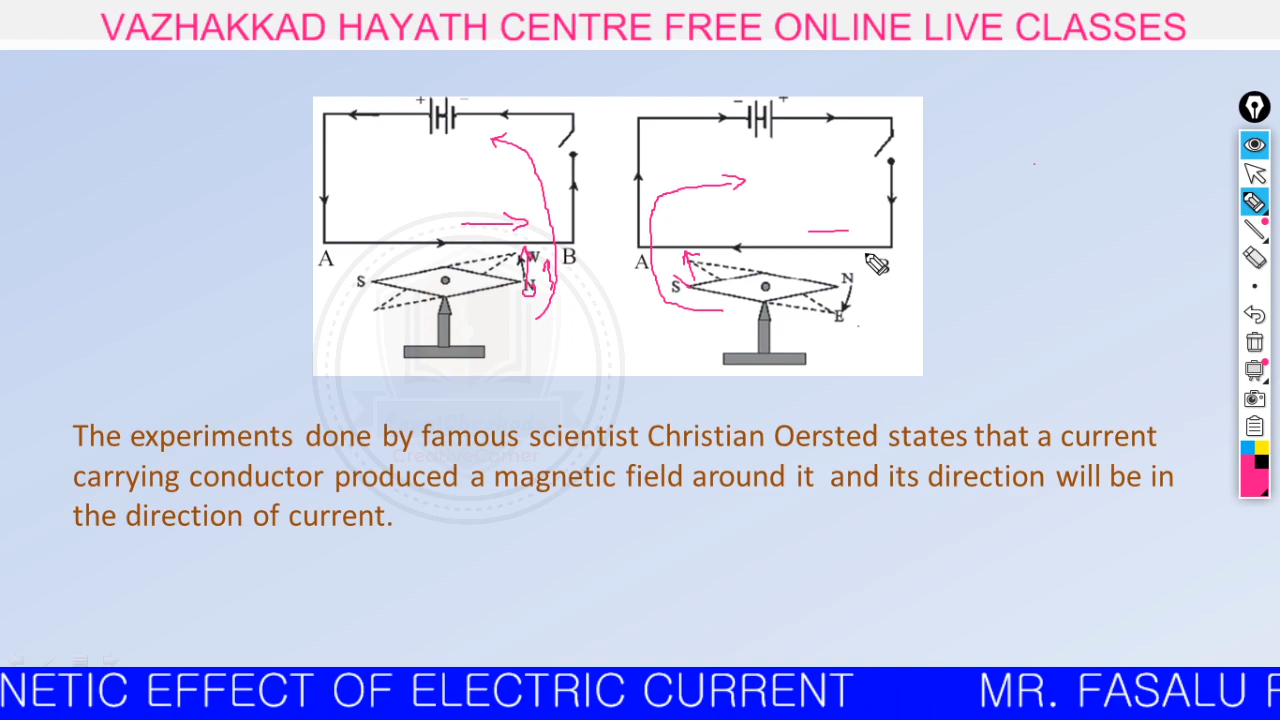 VAZHAKKAD HAYATH CENTRE FREE ONLINE LIVE CLASSES
+ –
A B
W
S N
– +
A
S N
E
The experiments done by famous scientist Christian Oersted states that a current
carrying conductor produced a magnetic field around it and its direction will be in
the direction of current.
CreativeCorner
NETIC EFFECT OF ELECTRIC CURRENT MR. FASALU